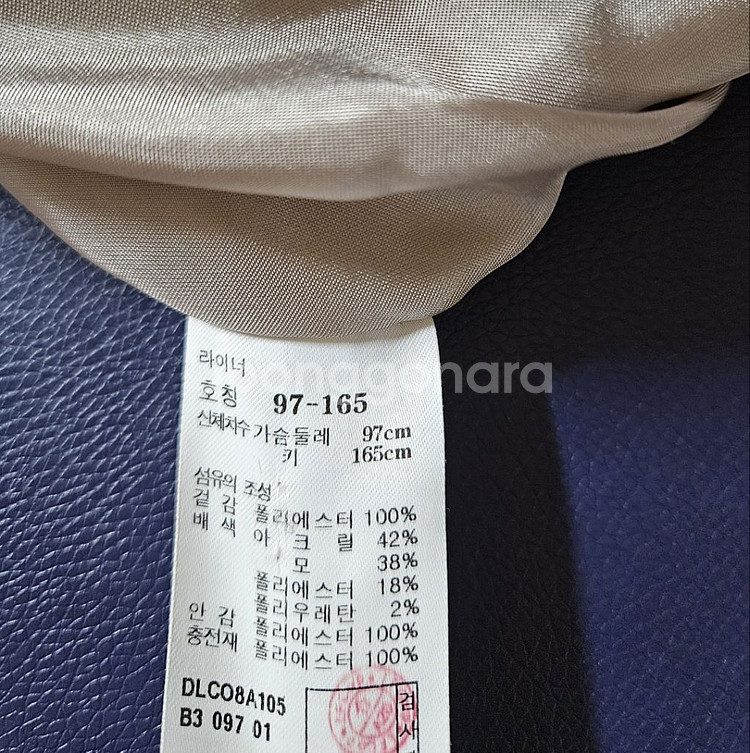 라이너
bonagonara
호칭 97-165
신체치수 가슴둘레 97cm
키 165cm
섬유의 조성
겉감 폴리에스터 100%
배색 아크릴 42%
모 38%
폴리에스터 18%
폴리우레탄 2%
안감 폴리에스터 100%
충전재 폴리에스터 100%
DLCO8A105
B3 097 01
검사